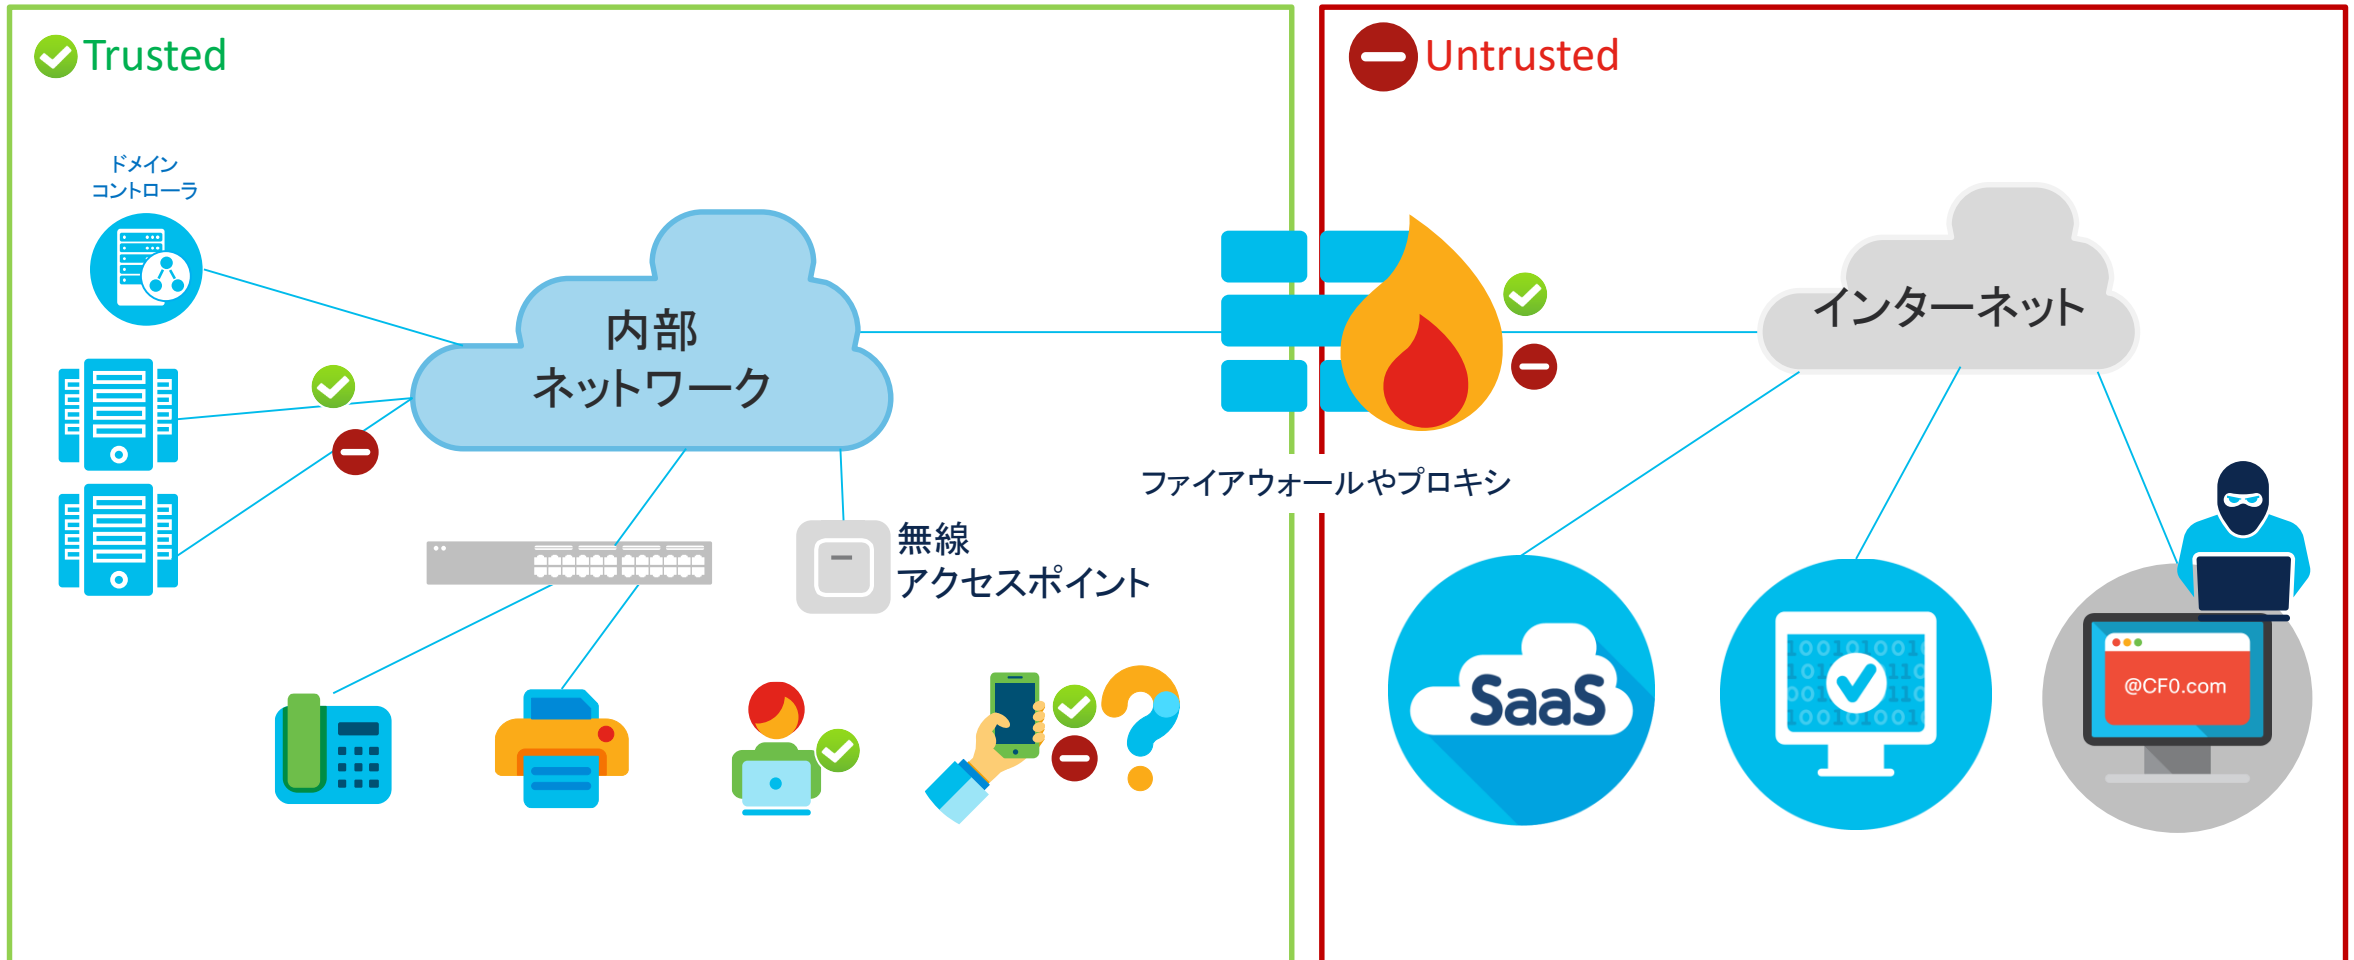 Trusted
Untrusted
ドメイン
コントローラ
内部
ネットワーク
インターネット
ファイアウォールやプロキシ
無線
アクセスポイント
SaaS
@CF0.com